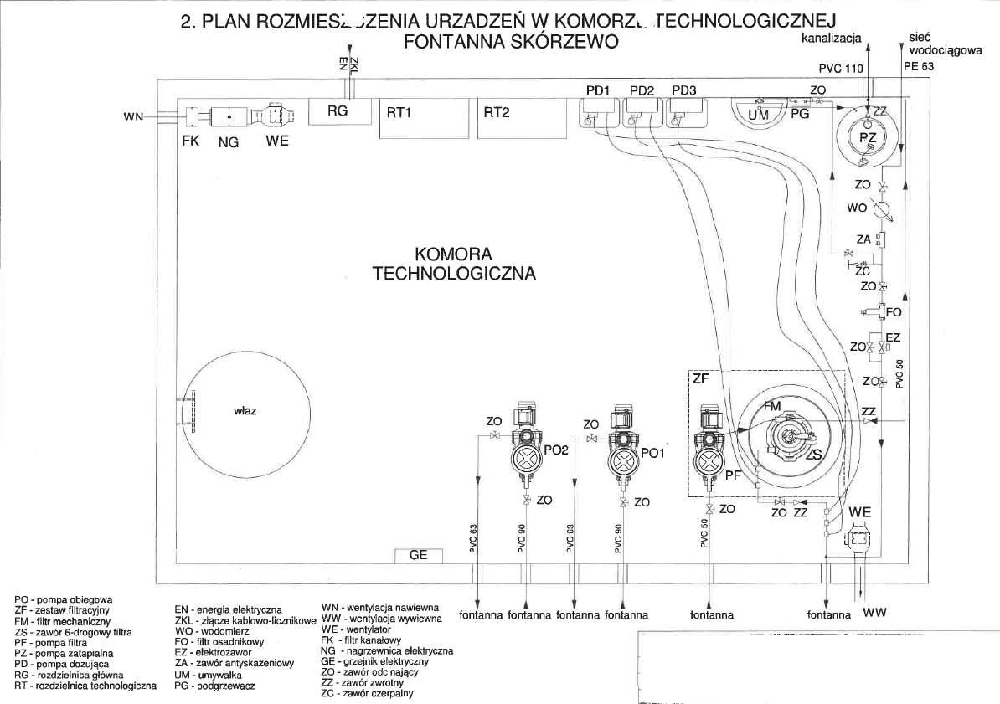 2. PLAN ROZMIESZCZENIA URZADZEŃ W KOMORZE TECHNOLOGICZNEJ
FONTANNA SKÓRZEWO
kanalizacja
sieć
wodociągowa
EN
ZKL
PVC 110
PE 63
WN
FK
NG
WE
RG
RT1
RT2
PD1
PD2
PD3
UM
PG
ZO
ZZ
PZ
ZO
WO
ZA
ZC
ZO
FO
EZ
ZO
ZO
PVC 50
ZZ
KOMORA
TECHNOLOGICZNA
właz
ZO
PO2
ZO
ZO
PO1
ZO
ZF
FM
ZS
PF
ZO
ZO
ZZ
WE
PVC 63
PVC 90
PVC 63
PVC 90
PVC 50
GE
fontanna
fontanna
fontanna
fontanna
fontanna
fontanna
WW
PO - pompa obiegowa
ZF - zestaw filtracyjny
FM - filtr mechaniczny
ZS - zawór 6-drogowy filtra
PF - pompa filtra
PZ - pompa zatapialna
PD - pompa dozująca
RG - rozdzielnica główna
RT - rozdzielnica technologiczna
EN - energia elektryczna
ZKL - złącze kablowo-licznikowe
WO - wodomierz
FO - filtr osadnikowy
EZ - elektrozawor
ZA - zawór antyskażeniowy
UM - umywalka
PG - podgrzewacz
WN - wentylacja nawiewna
WW - wentylacja wywiewna
WE - wentylator
FK - filtr kanałowy
NG - nagrzewnica elektryczna
GE - grzejnik elektryczny
ZO - zawór odcinający
ZZ - zawór zwrotny
ZC - zawór czerpalny